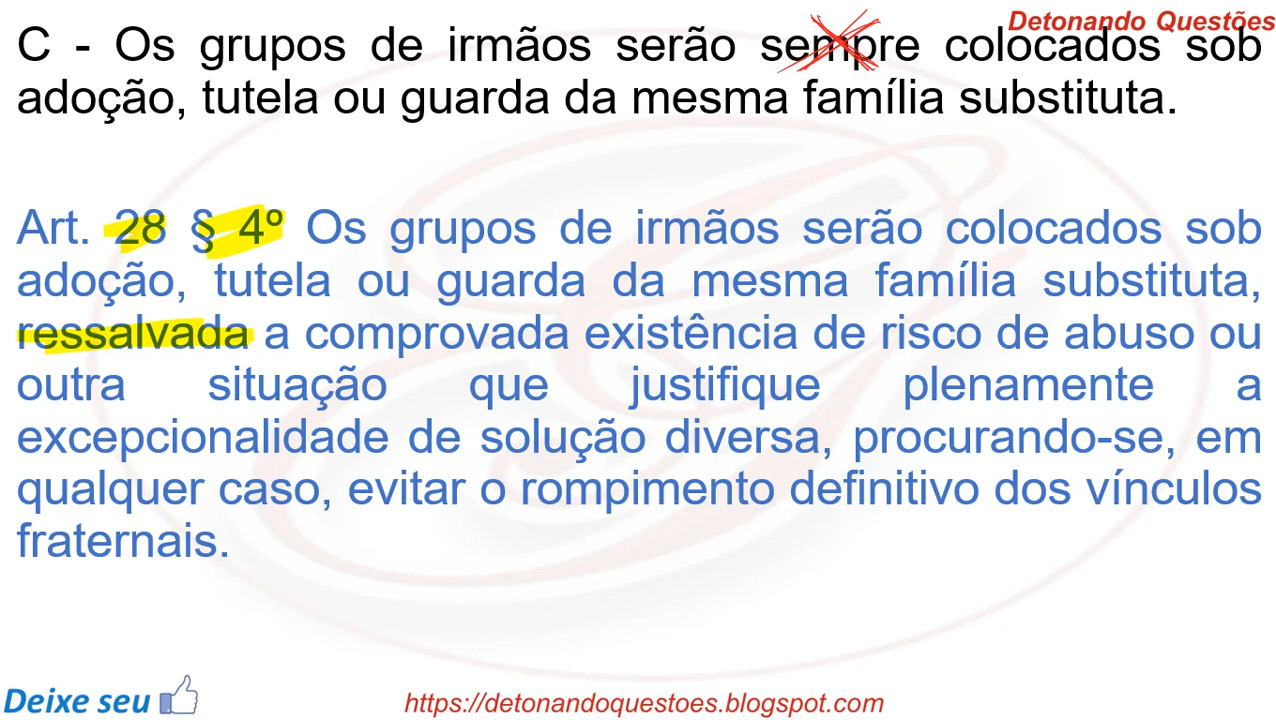 Detonando Questões
C - Os grupos de irmãos serão sempre colocados sob
adoção, tutela ou guarda da mesma família substituta.
Art. 28 § 4º Os grupos de irmãos serão colocados sob
adoção, tutela ou guarda da mesma família substituta,
ressalvada a comprovada existência de risco de abuso ou
outra situação que justifique plenamente a
excepcionalidade de solução diversa, procurando-se, em
qualquer caso, evitar o rompimento definitivo dos vínculos
fraternais.
Deixe seu
https://detonandoquestoes.blogspot.com